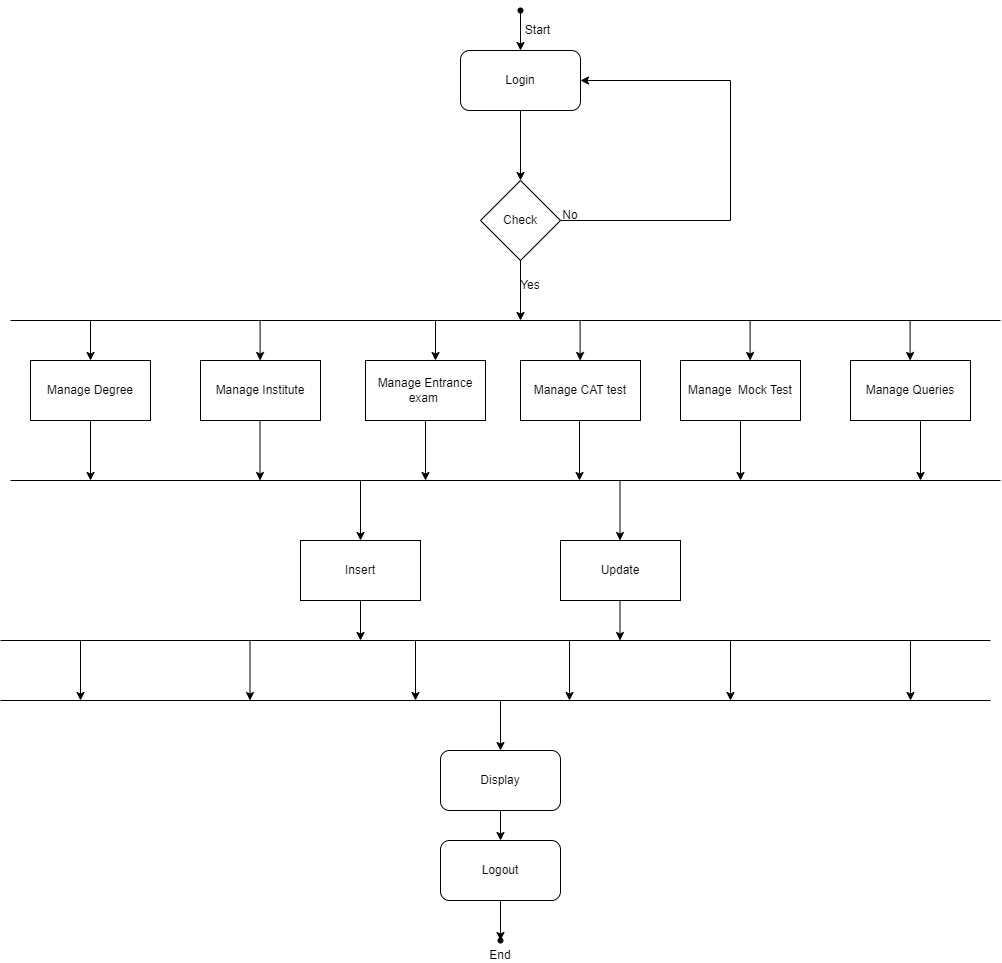 Start
Login
Check
No
Yes
Manage Degree
Manage Institute
Manage Entrance
exam
Manage CAT test
Manage  Mock Test
Manage Queries
Insert
Update
Display
Logout
End